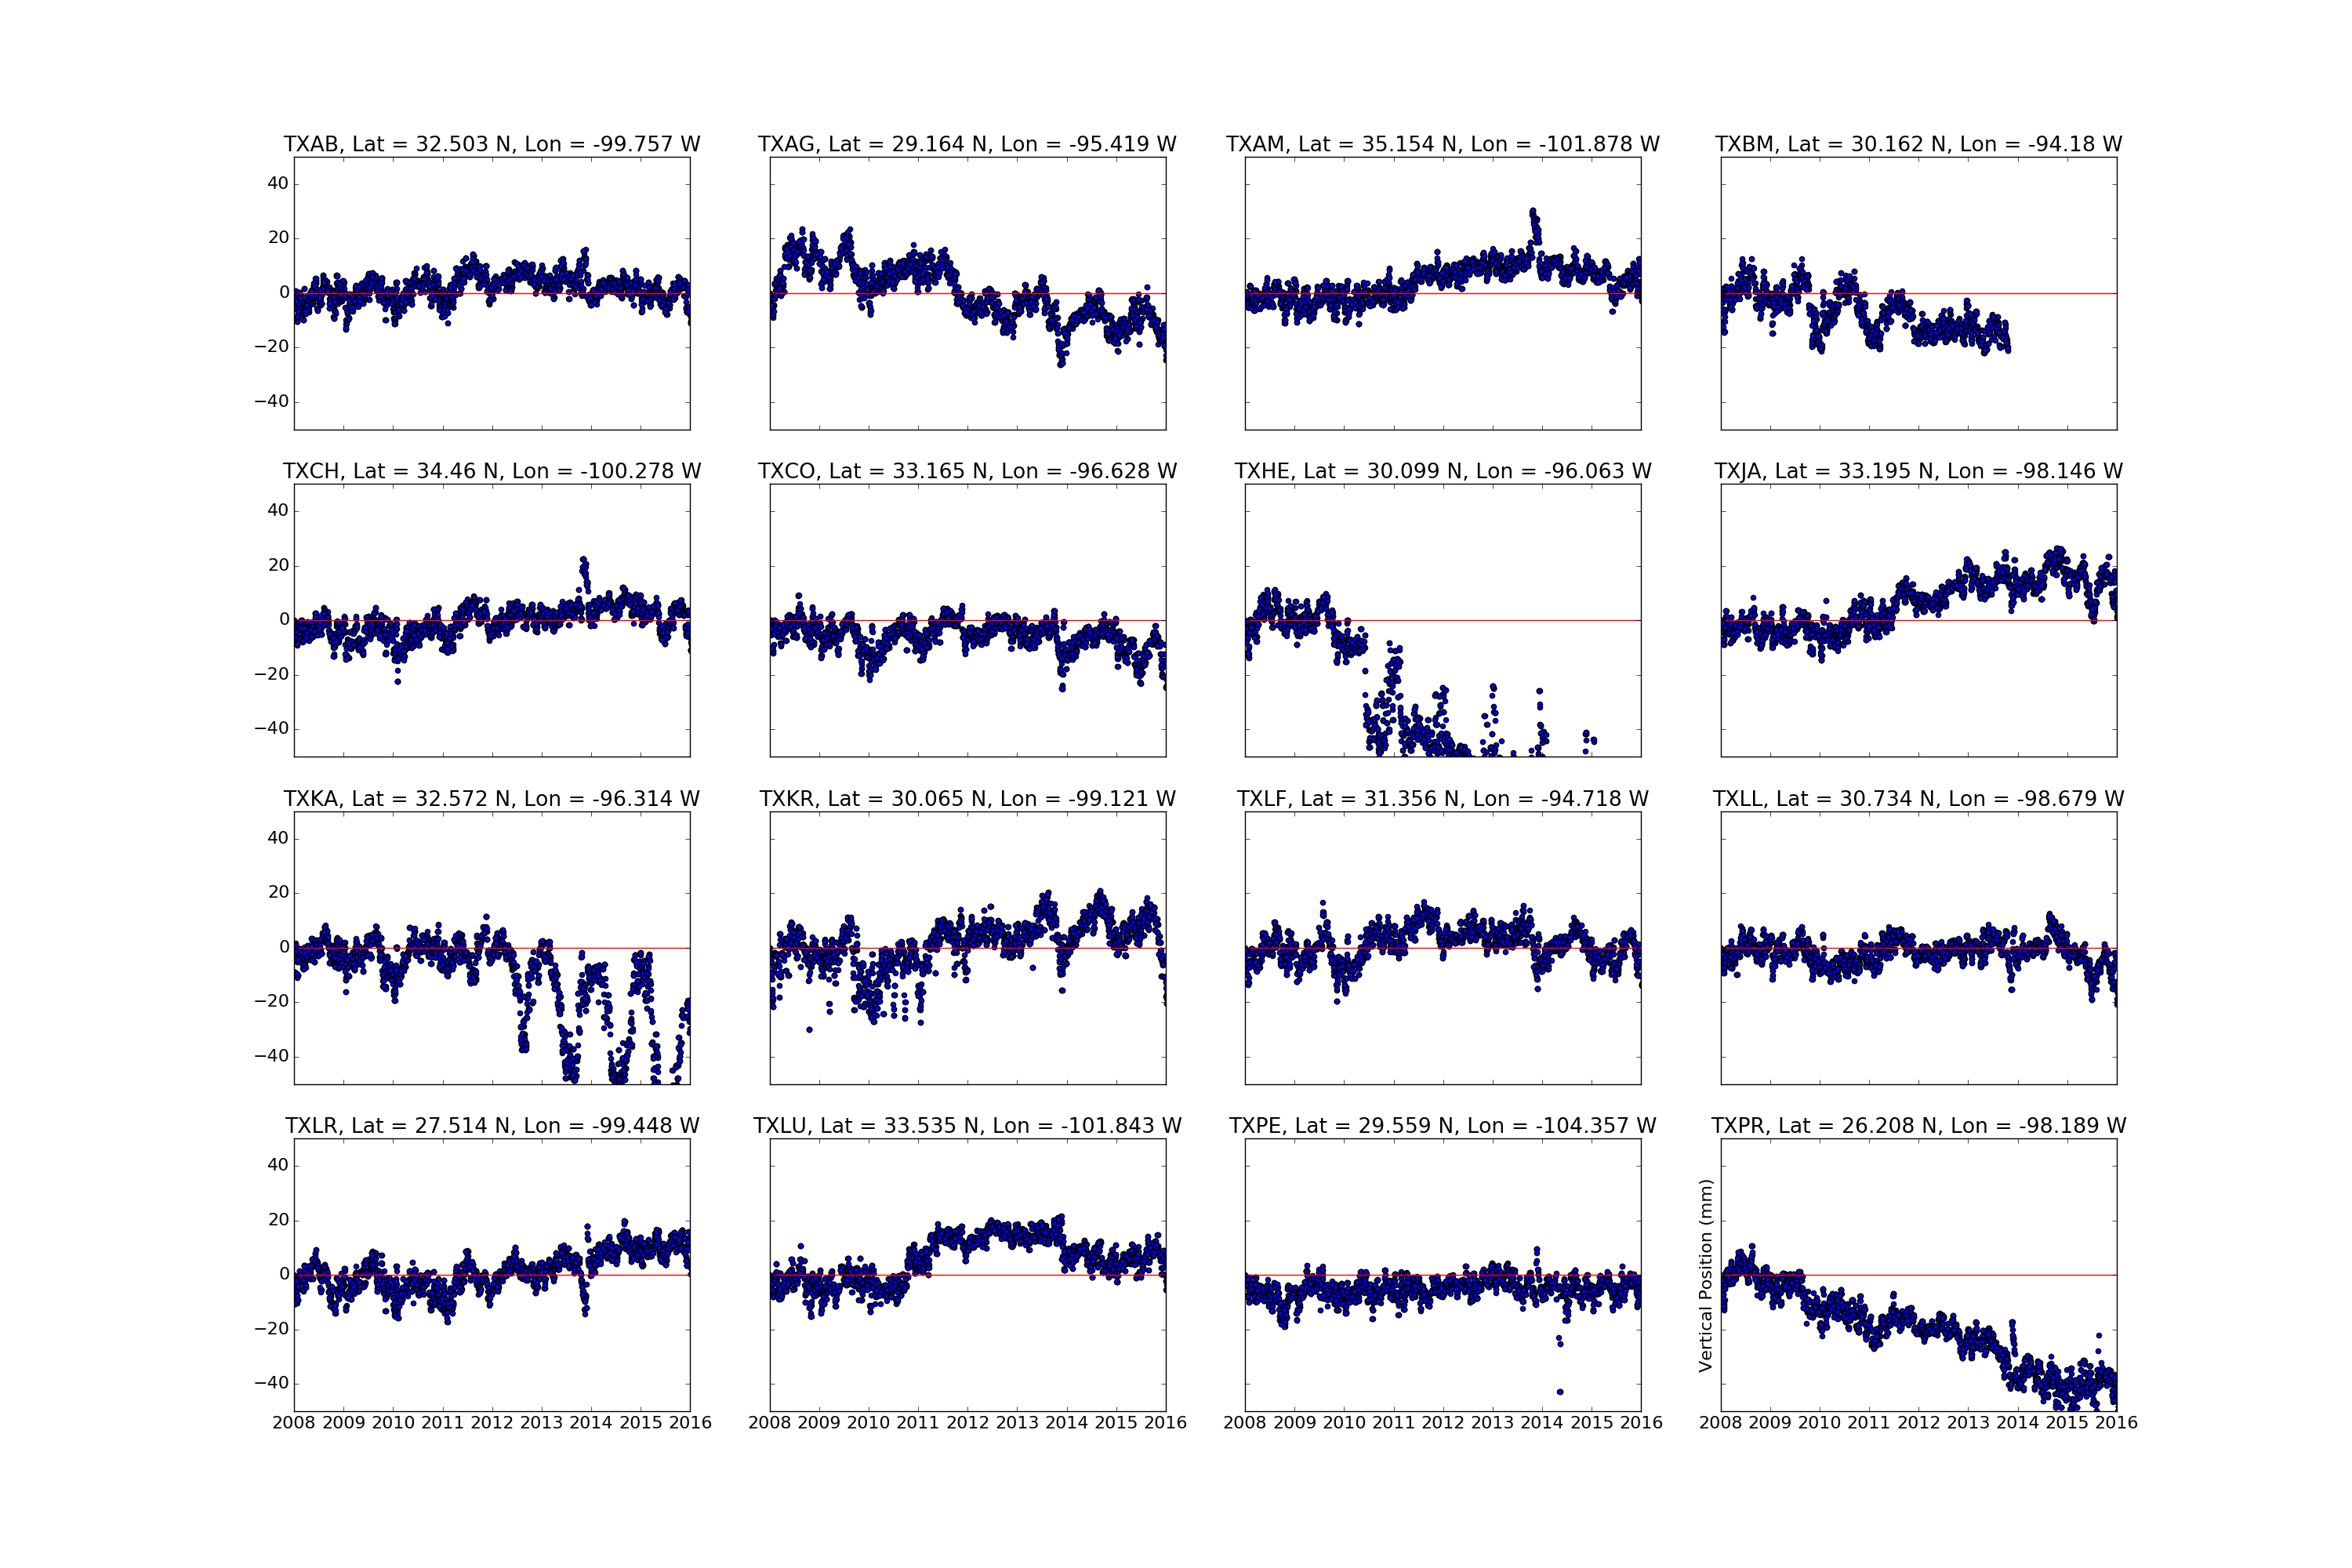 TXAB, Lat = 32.503 N, Lon = -99.757 W
TXAG, Lat = 29.164 N, Lon = -95.419 W
TXAM, Lat = 35.154 N, Lon = -101.878 W
TXBM, Lat = 30.162 N, Lon = -94.18 W
40
20
0
−20
−40
TXCH, Lat = 34.46 N, Lon = -100.278 W
TXCO, Lat = 33.165 N, Lon = -96.628 W
TXHE, Lat = 30.099 N, Lon = -96.063 W
TXJA, Lat = 33.195 N, Lon = -98.146 W
40
20
0
−20
−40
TXKA, Lat = 32.572 N, Lon = -96.314 W
TXKR, Lat = 30.065 N, Lon = -99.121 W
TXLF, Lat = 31.356 N, Lon = -94.718 W
TXLL, Lat = 30.734 N, Lon = -98.679 W
40
20
0
−20
−40
TXLR, Lat = 27.514 N, Lon = -99.448 W
TXLU, Lat = 33.535 N, Lon = -101.843 W
TXPE, Lat = 29.559 N, Lon = -104.357 W
TXPR, Lat = 26.208 N, Lon = -98.189 W
40
20
0
−20
−40
Vertical Position (mm)
2008 2009 2010 2011 2012 2013 2014 2015 2016
2008 2009 2010 2011 2012 2013 2014 2015 2016
2008 2009 2010 2011 2012 2013 2014 2015 2016
2008 2009 2010 2011 2012 2013 2014 2015 2016